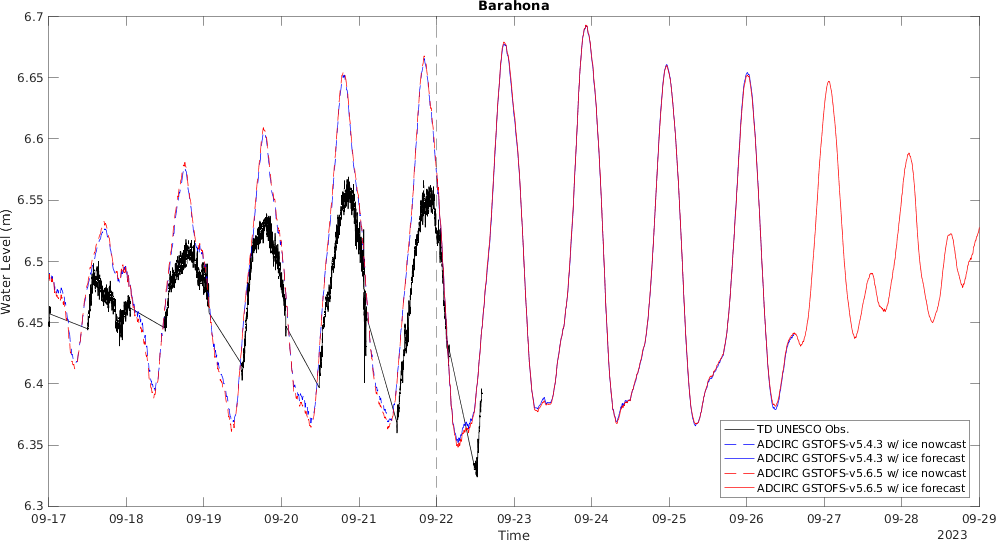 Barahona
6.7
6.65
6.6
6.55
6.5
6.45
6.4
6.35
6.3
Water Level (m)
09-17 09-18 09-19 09-20 09-21 09-22 09-23 09-24 09-25 09-26 09-27 09-28 09-29
Time
2023
TD UNESCO Obs.
ADCIRC GSTOFS-v5.4.3 w/ ice nowcast
ADCIRC GSTOFS-v5.4.3 w/ ice forecast
ADCIRC GSTOFS-v5.6.5 w/ ice nowcast
ADCIRC GSTOFS-v5.6.5 w/ ice forecast